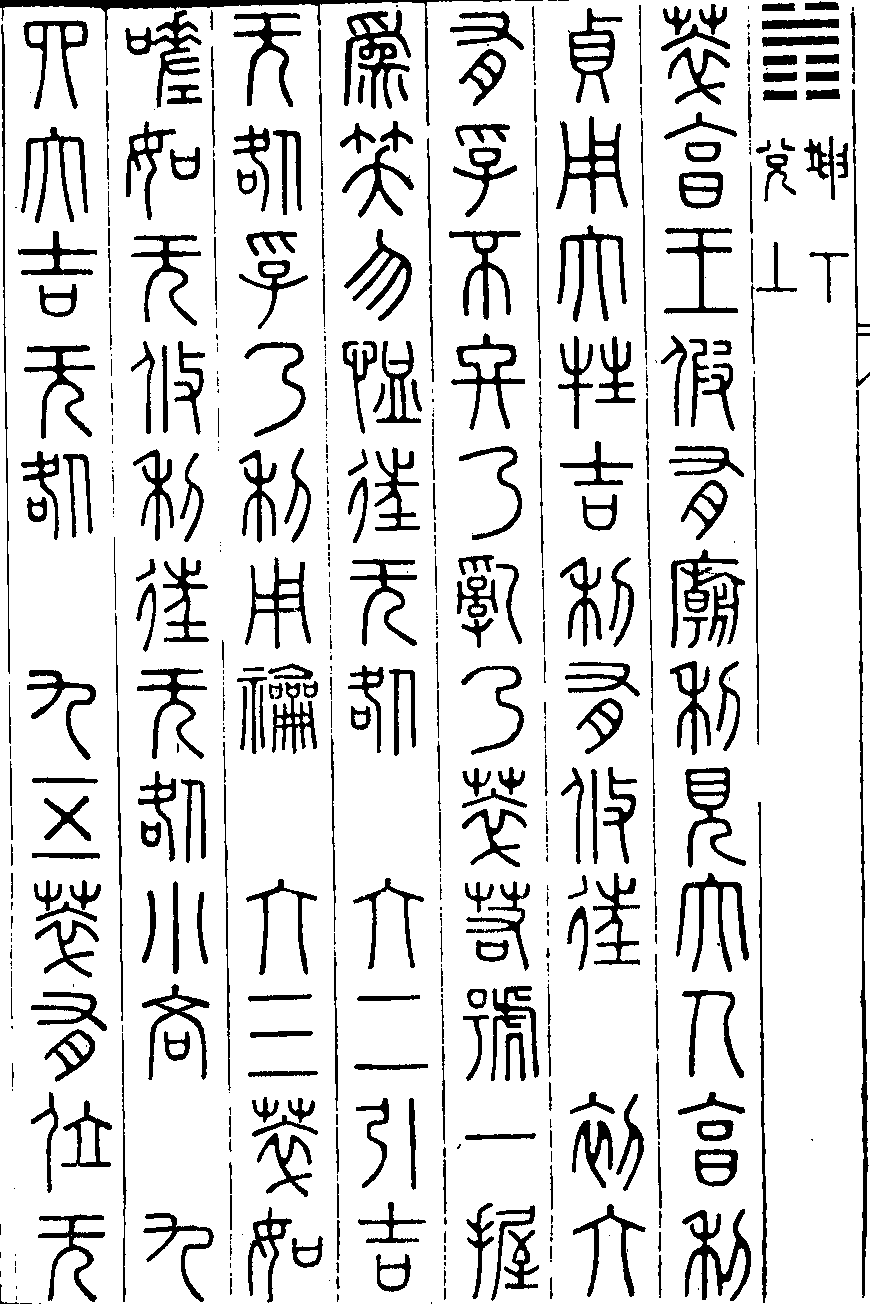 ䷬
坤下
兌上
萃亨王假有廟利見大人亨利
貞用大牲吉利有攸往　初六
有孚不終乃亂乃萃若號一握
爲笑勿恤往无咎　六二引吉
无咎孚乃利用禴　六三萃如
嗟如无攸利往无咎小吝　九
四大吉无咎　九五萃有位无